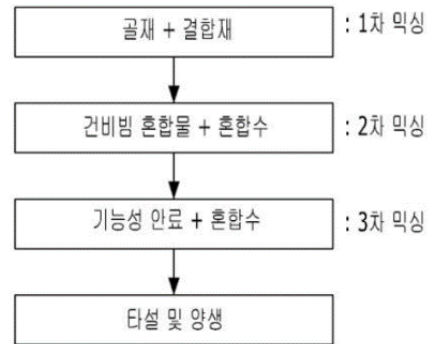 골재 + 결합재 : 1차 믹싱
건비빔 혼합물 + 혼합수 : 2차 믹싱
기능성 안료 + 혼합수 : 3차 믹싱
타설 및 양생